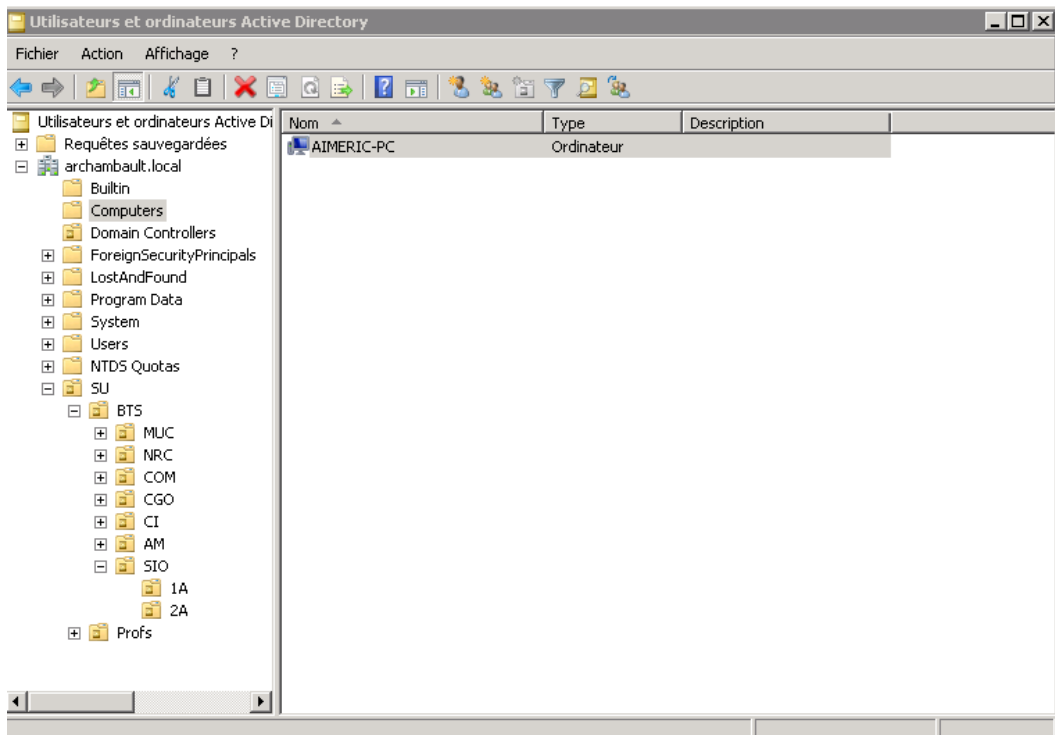 Utilisateurs et ordinateurs Active Directory
Fichier Action Affichage ?
Utilisateurs et ordinateurs Active Di
Requêtes sauvegardées
archambault.local
Builtin
Computers
Domain Controllers
ForeignSecurityPrincipals
LostAndFound
Program Data
System
Users
NTDS Quotas
SU
BTS
MUC
NRC
COM
CGO
CI
AM
SIO
1A
2A
Profs
Nom Type Description
AIMERIC-PC Ordinateur